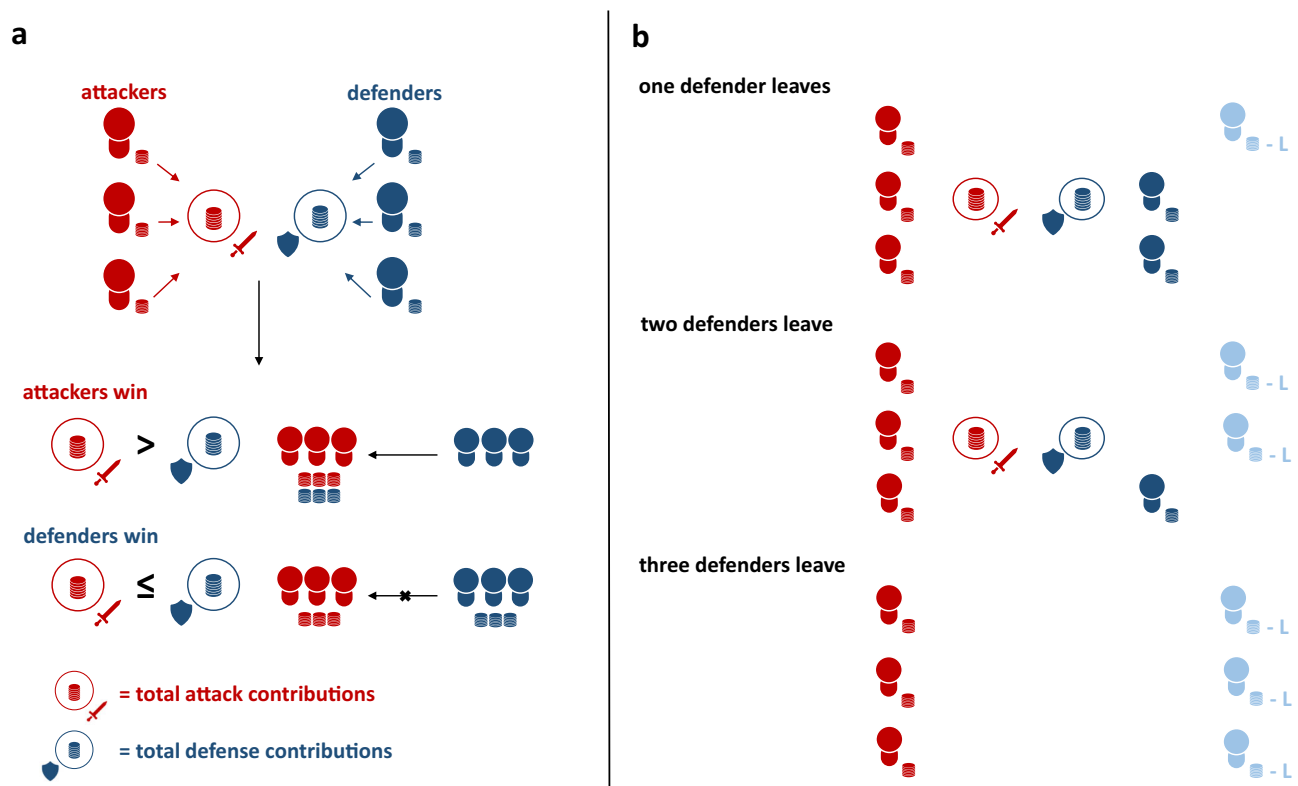 a
attackers
defenders
attackers win
>
defenders win
≤
= total attack contributions
= total defense contributions
b
one defender leaves
- L
two defenders leave
- L
- L
three defenders leave
- L
- L
- L